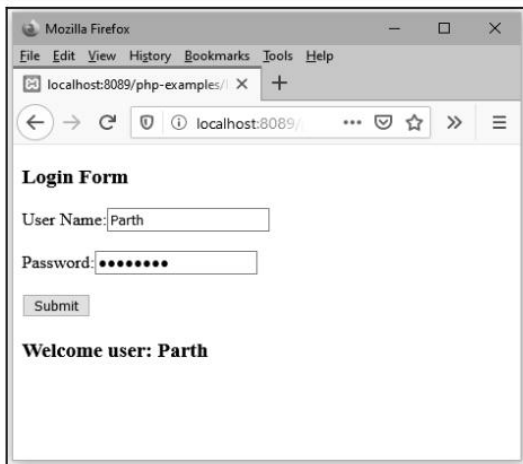 Mozilla Firefox
File Edit View History Bookmarks Tools Help
localhost:8089/php-examples/
localhost:8089/
Login Form
User Name: Parth
Password: ••••••••
Submit
Welcome user: Parth